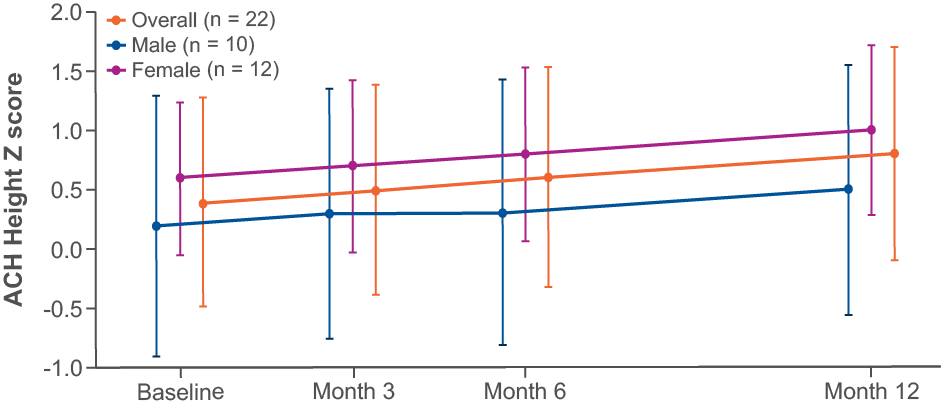 2.0
1.5
1.0
0.5
0.0
-0.5
-1.0
ACH Height Z score
Overall (n = 22)
Male (n = 10)
Female (n = 12)
Baseline
Month 3
Month 6
Month 12